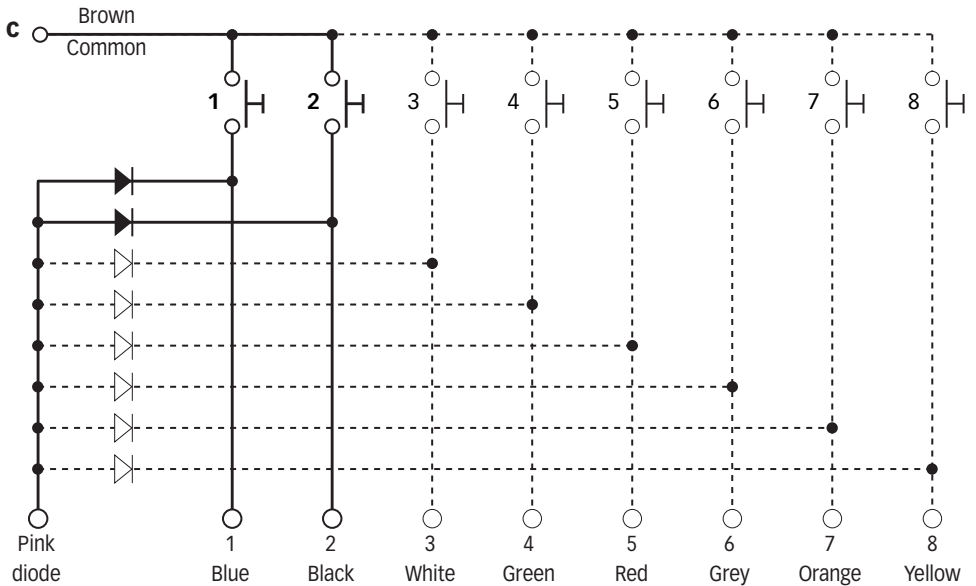 Brown
C
Common
1 2 3 4 5 6 7 8
Pink 1 2 3 4 5 6 7 8
diode Blue Black White Green Red Grey Orange Yellow